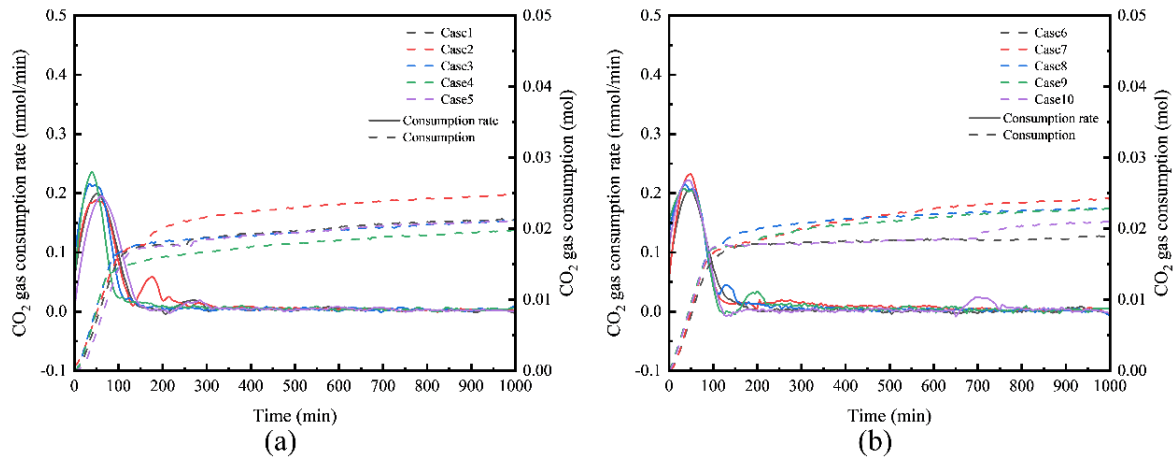 0.5
0.4
0.3
0.2
0.1
0.0
-0.1
CO2 gas consumption rate (mmol/min)
0.05
0.04
0.03
0.02
0.01
0.00
CO2 gas consumption (mol)
Case1
Case2
Case3
Case4
Case5
Consumption rate
Consumption
0 100 200 300 400 500 600 700 800 900 1000
Time (min)
(a)
0.5
0.4
0.3
0.2
0.1
0.0
-0.1
CO2 gas consumption rate (mmol/min)
0.05
0.04
0.03
0.02
0.01
0.00
CO2 gas consumption (mol)
Case6
Case7
Case8
Case9
Case10
Consumption rate
Consumption
0 100 200 300 400 500 600 700 800 900 1000
Time (min)
(b)